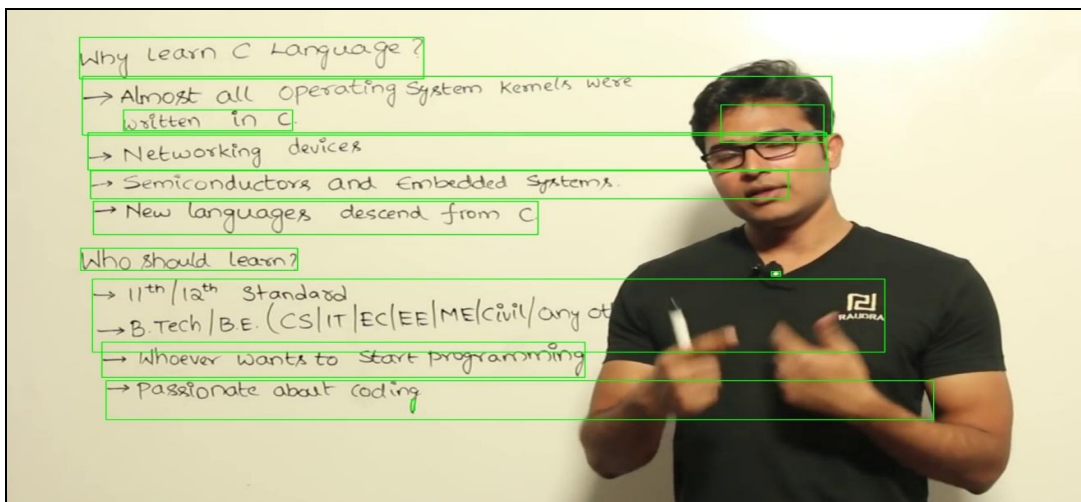 Why learn C Language?
→ Almost all operating System Kernels were
written in C.
→ Networking devices
→ Semiconductors and Embedded Systems.
→ New languages descend from C
Who should learn?
→ 11th/12th Standard
→ B.Tech/B.E. (CS|IT|EC|EE|ME|Civil/any
→ Whoever wants to Start programming
→ Passionate about coding
RAUDRA